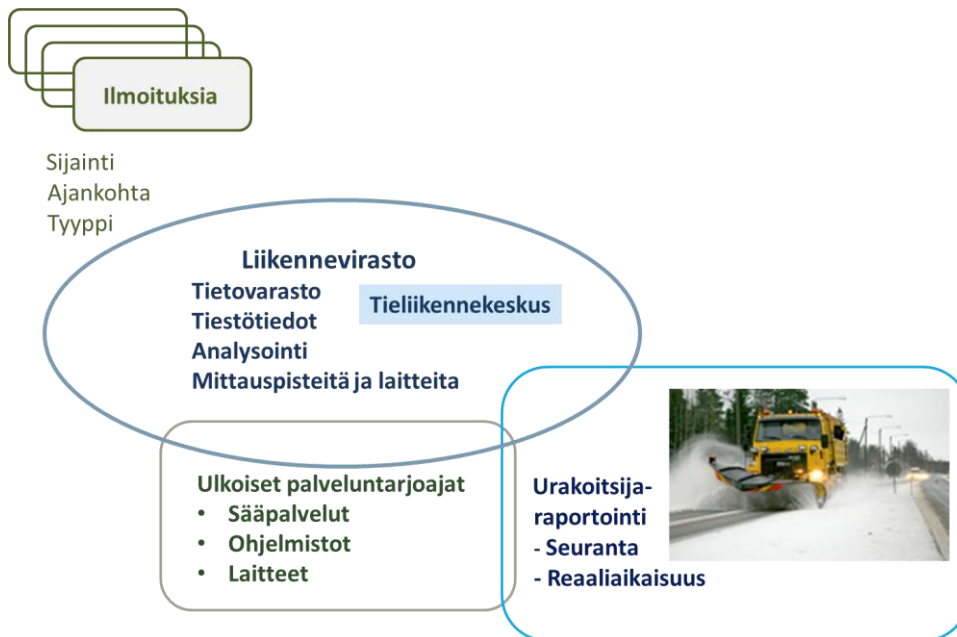 Ilmoituksia
Sijainti
Ajankohta
Tyyppi
Liikennevirasto
Tietovarasto
Tieliikennekeskus
Tiestötiedot
Analysointi
Mittauspisteitä ja laitteita
Ulkoiset palveluntarjoajat
• Sääpalvelut
• Ohjelmistot
• Laitteet
Urakoitsija-
raportointi
- Seuranta
- Reaaliaikaisuus